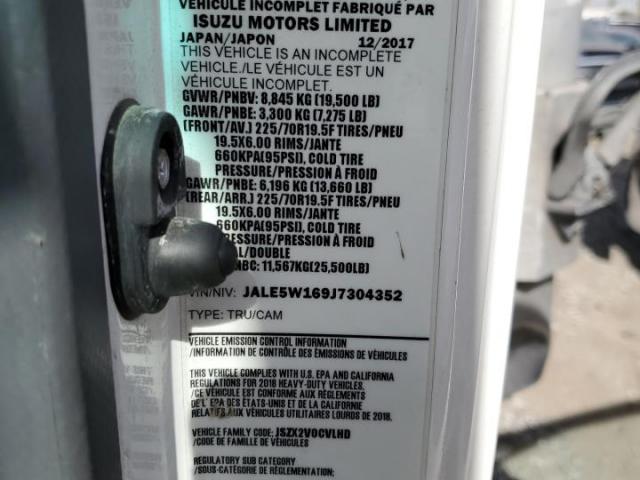 VÉHICULE INCOMPLET FABRIQUÉ PAR
ISUZU MOTORS LIMITED
JAPAN/JAPON 12/2017
THIS VEHICLE IS AN INCOMPLETE
VEHICLE./LE VÉHICULE EST UN
VÉHICULE INCOMPLET.
GVWR/PNBV: 8,845 KG (19,500 LB)
GAWR/PNBE: 3,300 KG (7,275 LB)
(FRONT/AV.) 225/70R19.5F TIRES/PNEU
19.5X6.00 RIMS/JANTE
660KPA(95PSI), COLD TIRE
PRESSURE/PRESSION À FROID
GAWR/PNBE: 6,196 KG (13,660 LB)
(REAR/ARR.) 225/70R19.5F TIRES/PNEU
19.5X6.00 RIMS/JANTE
660KPA(95PSI), COLD TIRE
PRESSURE/PRESSION À FROID
AL/DOUBLE
NBC: 11,567KG(25,500LB)
VIN/NIV: JALE5W169J7304352
TYPE: TRU/CAM
VEHICLE EMISSION CONTROL INFORMATION
/INFORMATION DE CONTRÔLE DES ÉMISSIONS DE VÉHICULES
THIS VEHICLE COMPLIES WITH U.S. EPA AND CALIFORNIA
REGULATIONS FOR 2018 HEAVY-DUTY VEHICLES.
/CE VÉHICULE EST CONFORME AUX RÈGLEMENTS
DE L'EPA DES ÉTATS-UNIS ET DE LA CALIFORNIE
RELATIFS AUX VÉHICULES UTILITAIRES LOURDS DE 2018.
VEHICLE FAMILY CODE: JSZX2VOCVLHD
/CODE DE FAMILLE DE VÉHICULES:
REGULATORY SUB CATEGORY
/SOUS-CATÉGORIE DE RÉGLEMENTATION: